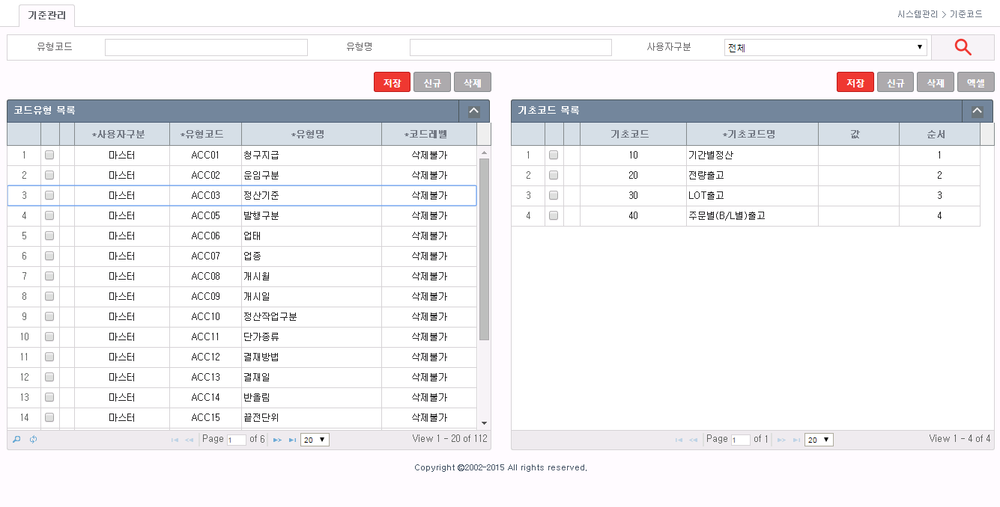 기준관리
시스템관리 > 기준코드
유형코드 유형명 사용자구분 전체
저장 신규 삭제
저장 신규 삭제 엑셀
코드유형 목록
*사용자구분 *유형코드 *유형명 *코드레벨
1 마스터 ACC01 청구지급 삭제불가
2 마스터 ACC02 운임구분 삭제불가
3 마스터 ACC03 정산기준 삭제불가
4 마스터 ACC05 발행구분 삭제불가
5 마스터 ACC06 업태 삭제불가
6 마스터 ACC07 업종 삭제불가
7 마스터 ACC08 개시월 삭제불가
8 마스터 ACC09 개시일 삭제불가
9 마스터 ACC10 정산작업구분 삭제불가
10 마스터 ACC11 단가종류 삭제불가
11 마스터 ACC12 결재방법 삭제불가
12 마스터 ACC13 결재일 삭제불가
13 마스터 ACC14 반올림 삭제불가
14 마스터 ACC15 끝전단위 삭제불가
Page 1 of 6 20 View 1 - 20 of 112
기초코드 목록
기초코드 *기초코드명 값 순서
1 10 기간별정산 1
2 20 전량출고 2
3 30 LOT출고 3
4 40 주문별(B/L별)출고 4
Page 1 of 1 20 View 1 - 4 of 4
Copyright ©2002-2015 All rights reserved.